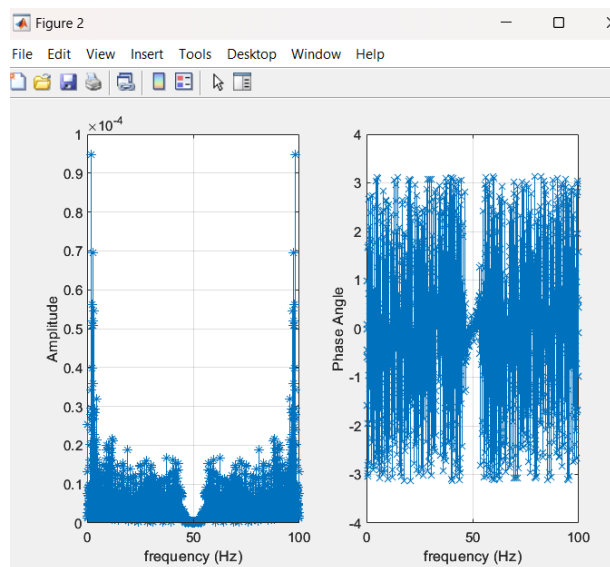 Figure 2
File Edit View Insert Tools Desktop Window Help
×10-4
1
0.9
0.8
0.7
0.6
0.5
0.4
0.3
0.2
0.1
0
Amplitude
0 50 100
frequency (Hz)
4
3
2
1
0
-1
-2
-3
-4
Phase Angle
0 50 100
frequency (Hz)